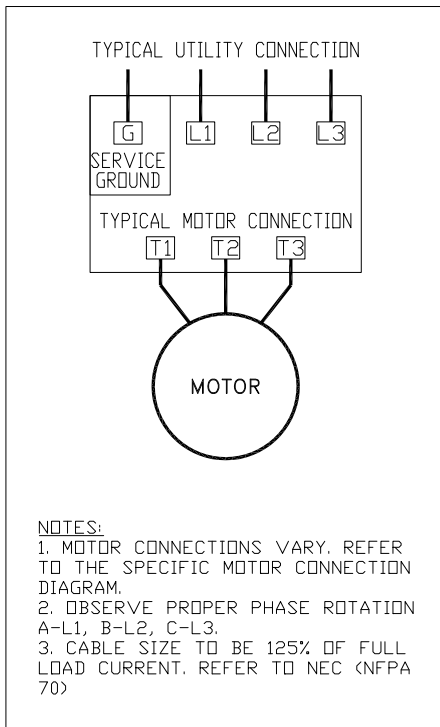 TYPICAL UTILITY CONNECTION
G L1 L2 L3
SERVICE
GROUND
TYPICAL MOTOR CONNECTION
T1 T2 T3
MOTOR
NOTES:
1. MOTOR CONNECTIONS VARY. REFER
TO THE SPECIFIC MOTOR CONNECTION
DIAGRAM.
2. OBSERVE PROPER PHASE ROTATION
A-L1, B-L2, C-L3.
3. CABLE SIZE TO BE 125% OF FULL
LOAD CURRENT. REFER TO NEC (NFPA
70)